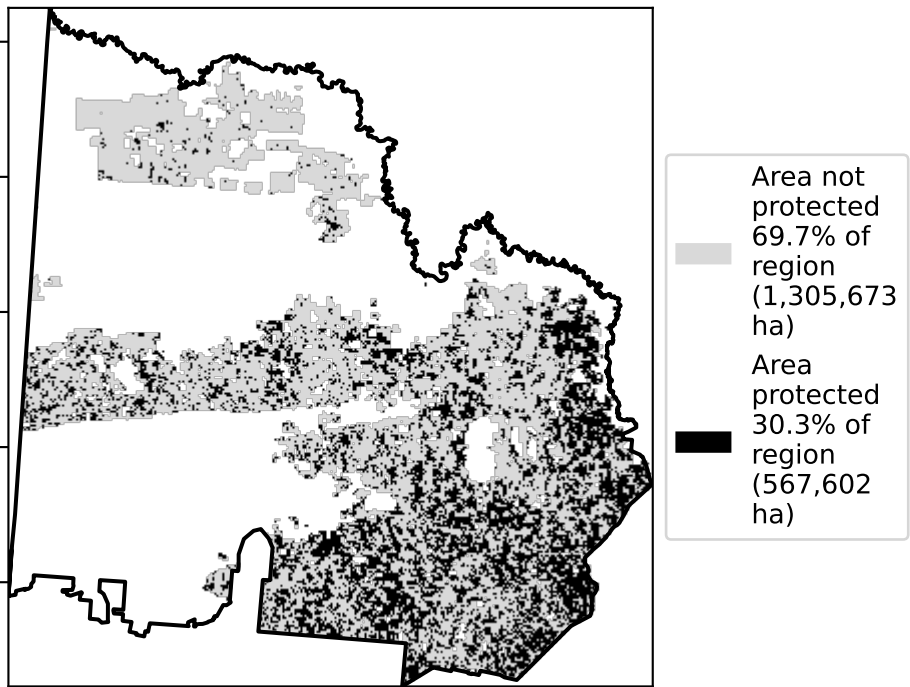 Area not
protected
69.7% of
region
(1,305,673
ha)
Area
protected
30.3% of
region
(567,602
ha)